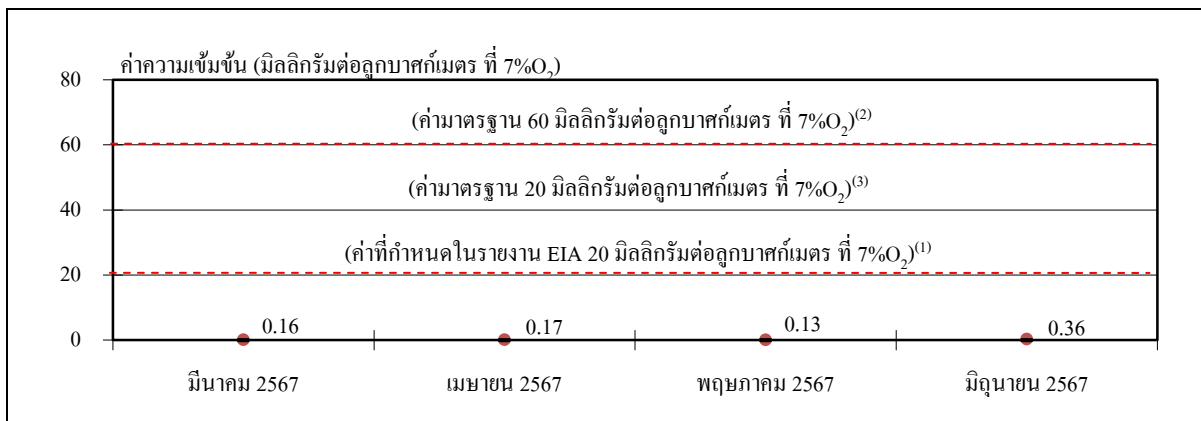 ค่าความเข้มข้น (มิลลิกรัมต่อลูกบาศก์เมตร ที่ 7%O₂)
80
(ค่ามาตรฐาน 60 มิลลิกรัมต่อลูกบาศก์เมตร ที่ 7%O₂)⁽²⁾
60
(ค่ามาตรฐาน 20 มิลลิกรัมต่อลูกบาศก์เมตร ที่ 7%O₂)⁽³⁾
40
(ค่าที่กำหนดในรายงาน EIA 20 มิลลิกรัมต่อลูกบาศก์เมตร ที่ 7%O₂)⁽¹⁾
20
0.16 0.17 0.13 0.36
0
มีนาคม 2567 เมษายน 2567 พฤษภาคม 2567 มิถุนายน 2567